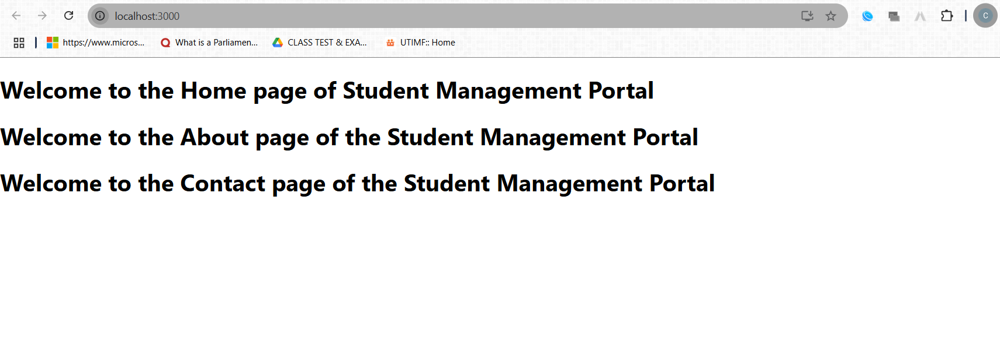 localhost:3000
C
https://www.micros... What is a Parliamen... CLASS TEST & EXA... UTIMF:: Home
Welcome to the Home page of Student Management Portal
Welcome to the About page of the Student Management Portal
Welcome to the Contact page of the Student Management Portal